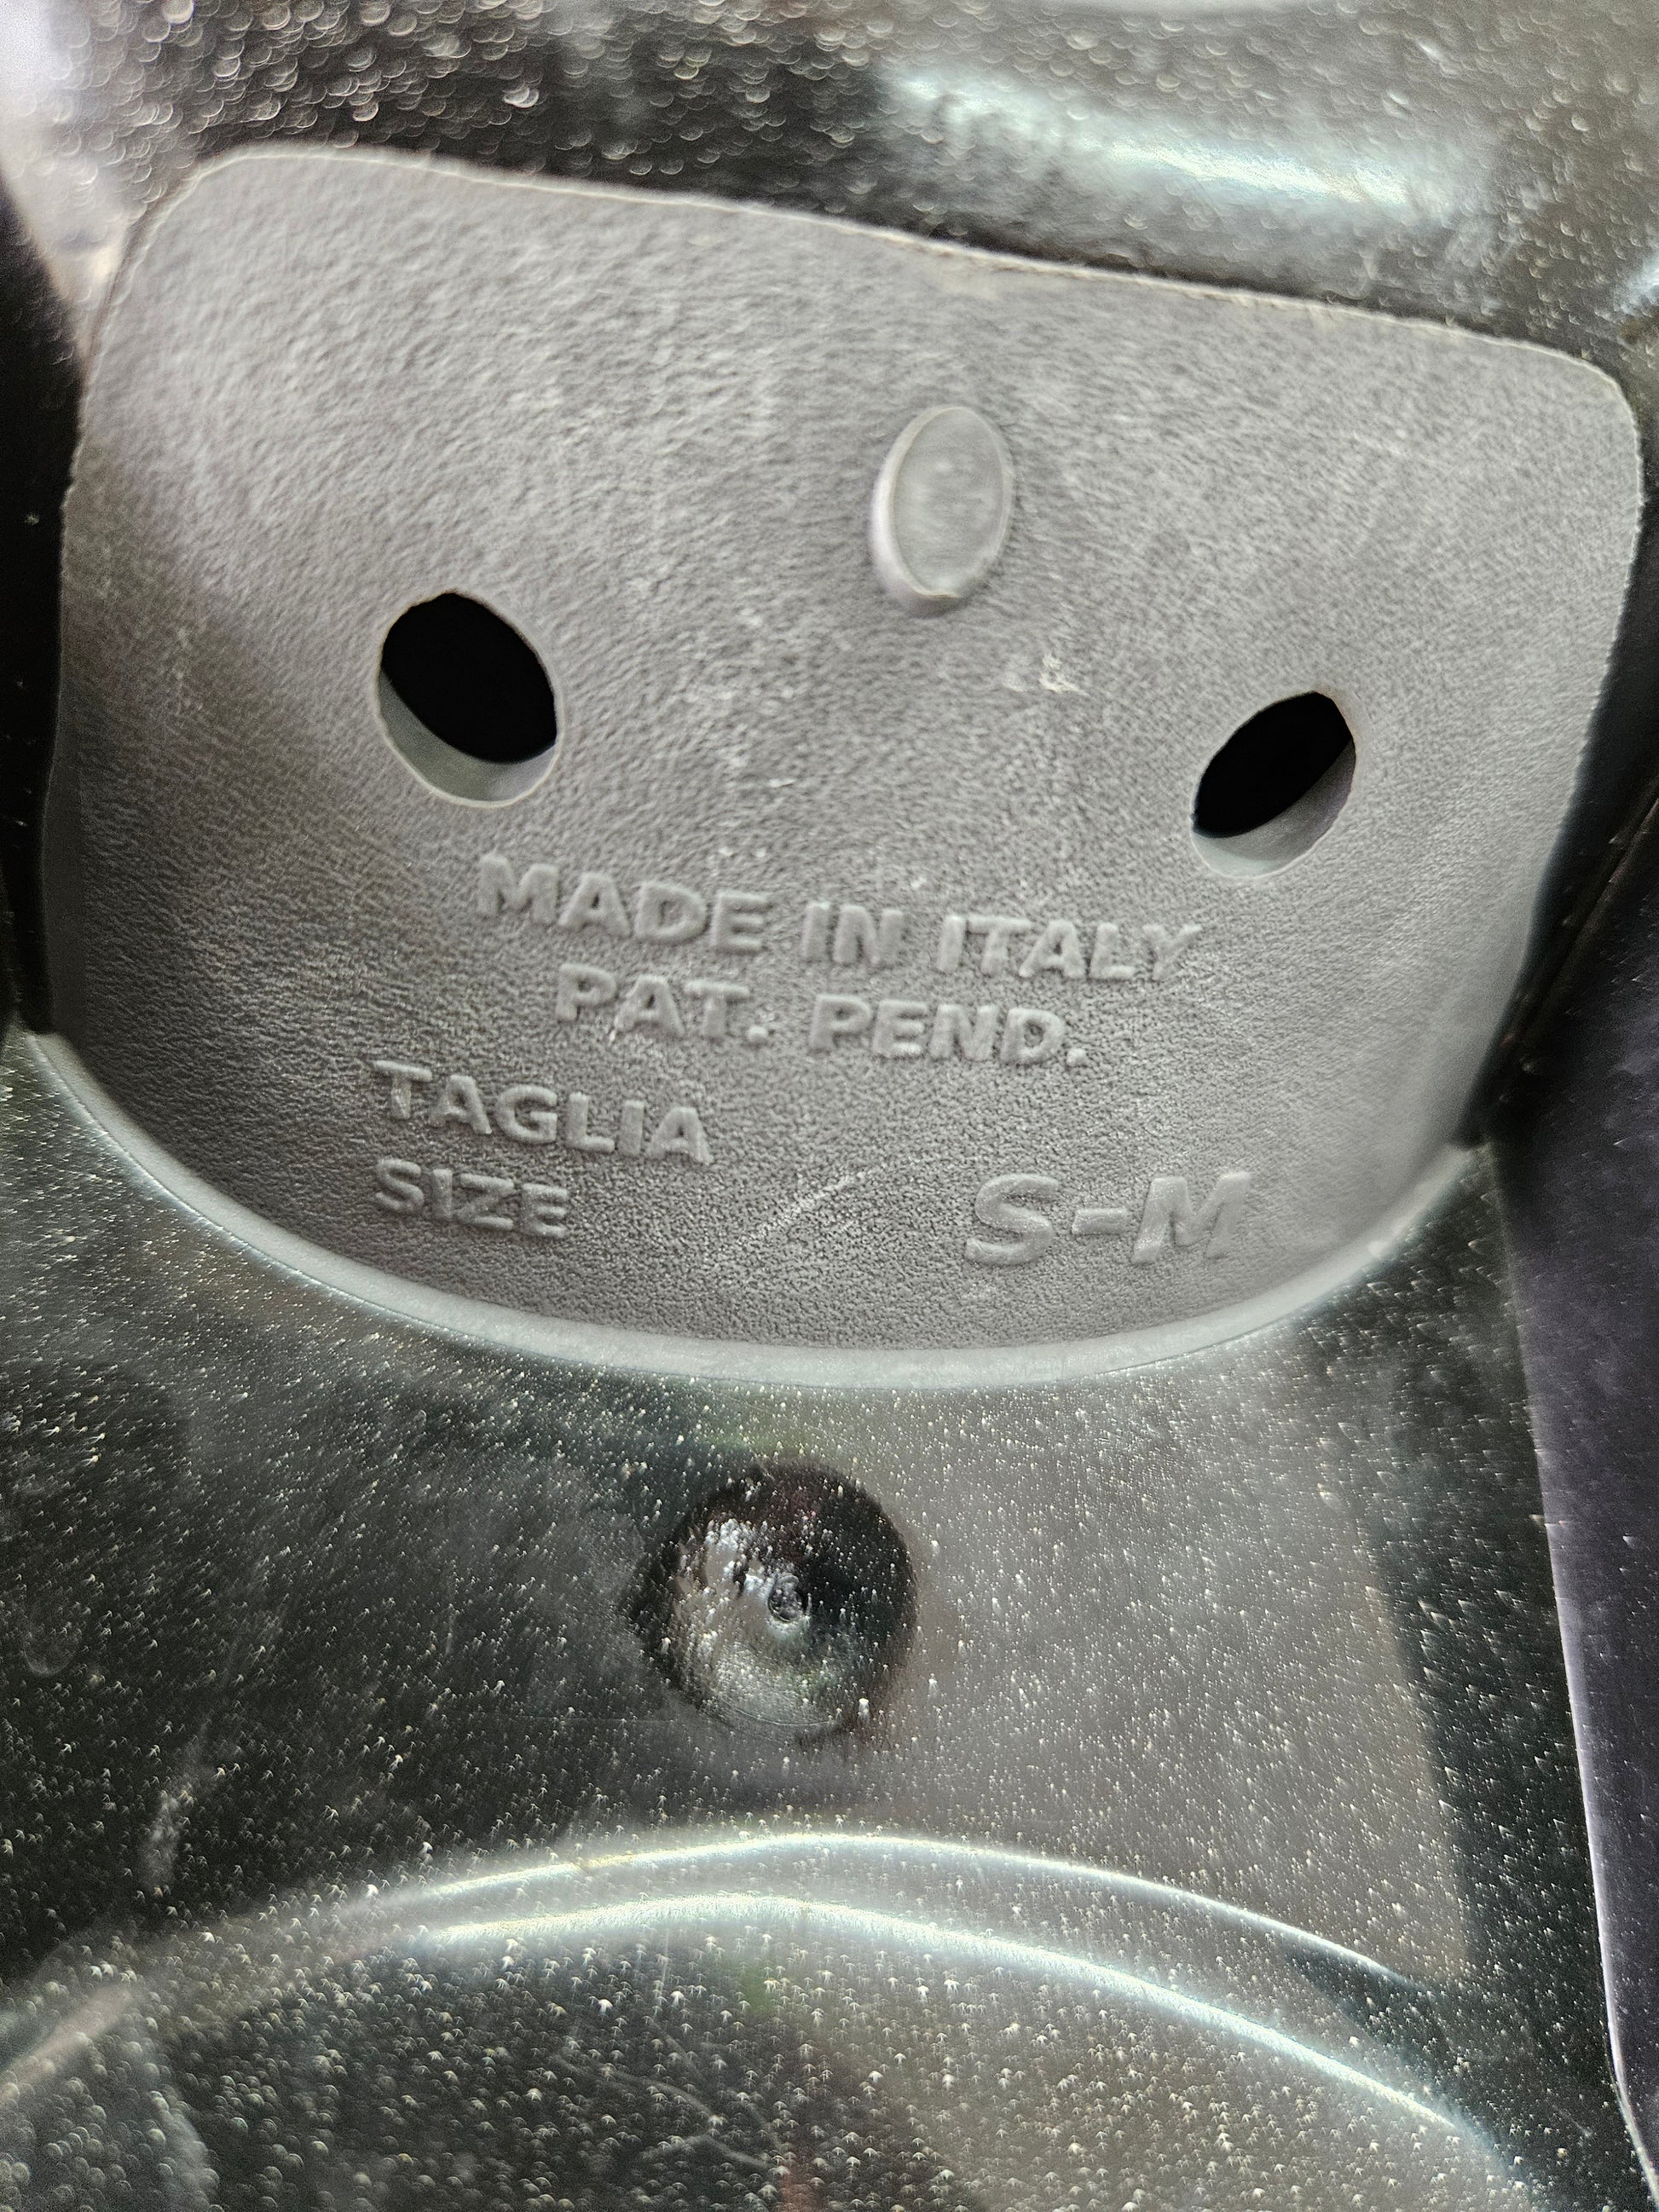 MADE IN ITALY
PAT. PEND.
TAGLIA
SIZE S-M